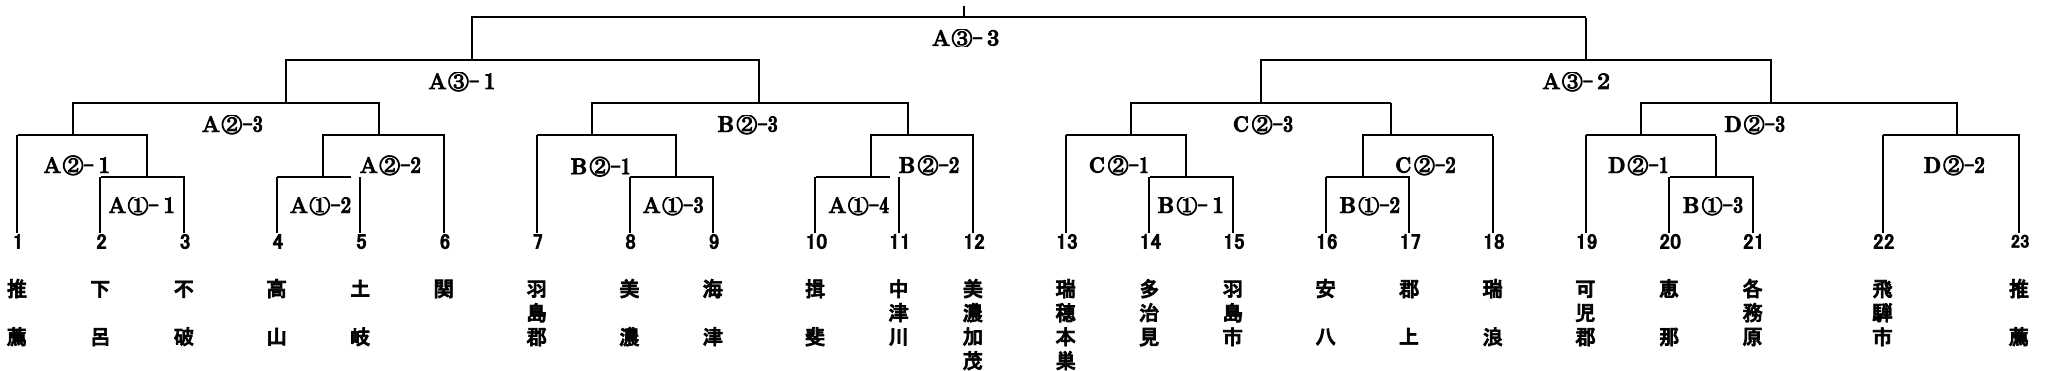 A③-3
A③-1
A③-2
A②-3
B②-3
C②-3
D②-3
A②-1
A②-2
B②-1
B②-2
C②-1
C②-2
D②-1
D②-2
A①-1
A①-2
A①-3
A①-4
B①-1
B①-2
B①-3
1
2
3
4
5
6
7
8
9
10
11
12
13
14
15
16
17
18
19
20
21
22
23
推薦
下呂
不破
高山
土岐
関
羽島郡
美濃
海津
揖斐
中津川
美濃加茂
瑞穂本巣
多治見
羽島市
安八
郡上
瑞浪
可児郡
恵那
各務原
飛騨市
推薦